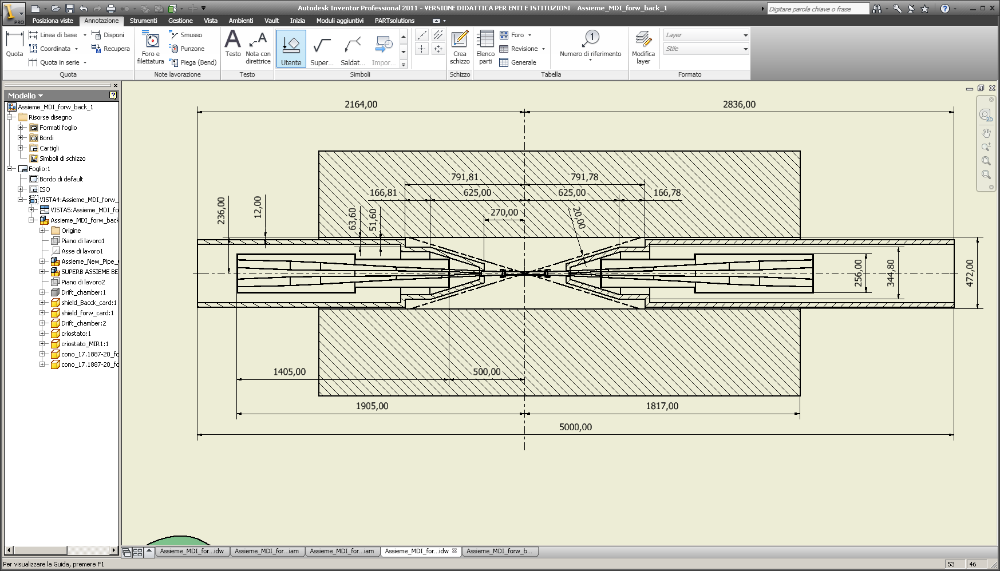 Autodesk Inventor Professional 2011 - VERSIONE DIDATTICA PER ENTI E ISTITUZIONI Assieme_MDI_forw_back_1
Digitare parola chiave o frase
PRO
Posiziona viste Annotazione Strumenti Gestione Vista Ambienti Vault Inizia Moduli aggiuntivi PARTsolutions
Quota
Linea di base
Coordinata
Quota in serie
Disponi
Recupera
Quota
Foro e filettatura
Smusso
Punzone
Piega (Bend)
Note lavorazione
Testo
Nota con direttrice
Testo
Utente
Super...
Saldat...
Impor...
Simboli
Crea schizzo
Schizzo
Elenco parti
Foro
Revisione
Generale
1
Numero di riferimento
Tabella
Modifica layer
Layer
Stile
Formato
Modello
Assieme_MDI_forw_back_1
Risorse disegno
Formati foglio
Bordi
Cartigli
Simboli di schizzo
Foglio:1
Bordo di default
ISO
VISTA4:Assieme_MDI_forw_
VISTA5:Assieme_MDI_fo
Assieme_MDI_forw_back
Origine
Piano di lavoro1
Asse di lavoro1
Assieme_New_Pipe_
SUPERB ASSIEME BE
Piano di lavoro2
Drift_chamber:1
shield_Bacck_card:1
shield_forw_card:1
Drift_chamber:2
criostato:1
criostato_MIR1:1
cono_17.1887-20_fo
cono_17.1887-20_fo
2164,00
2836,00
791,81
791,78
166,81
625,00
625,00
166,78
236,00
12,00
63,60
51,60
270,00
20,00
256,00
344,80
472,00
1405,00
500,00
1905,00
1817,00
5000,00
2D
Assieme_MDI_for...idw
Assieme_MDI_for...iam
Assieme_MDI_for...iam
Assieme_MDI_for...idw
Assieme_MDI_forw_b...
Per visualizzare la Guida, premere F1
53
46